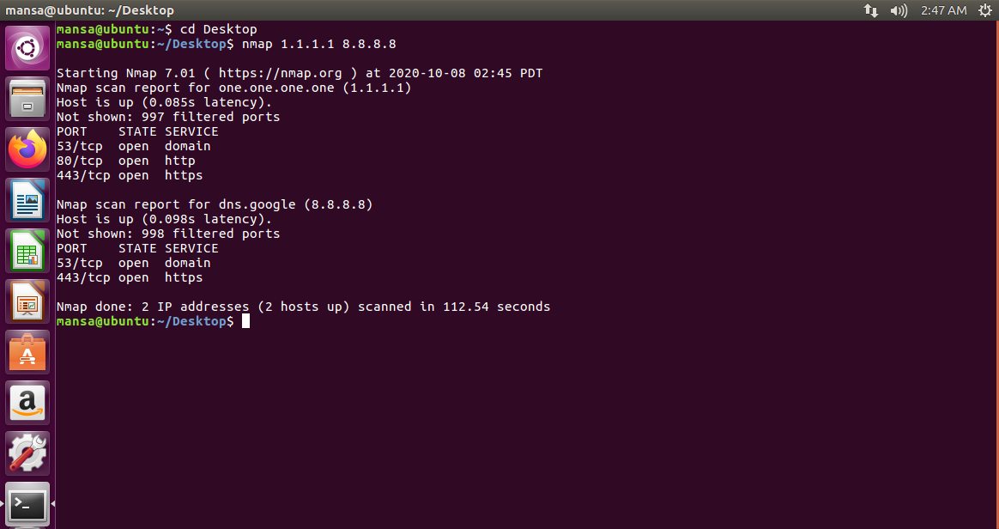 mansa@ubuntu: ~/Desktop 2:47 AM
mansa@ubuntu:~$ cd Desktop
mansa@ubuntu:~/Desktop$ nmap 1.1.1.1 8.8.8.8
Starting Nmap 7.01 ( https://nmap.org ) at 2020-10-08 02:45 PDT
Nmap scan report for one.one.one.one (1.1.1.1)
Host is up (0.085s latency).
Not shown: 997 filtered ports
PORT    STATE SERVICE
53/tcp  open  domain
80/tcp  open  http
443/tcp open  https
Nmap scan report for dns.google (8.8.8.8)
Host is up (0.098s latency).
Not shown: 998 filtered ports
PORT    STATE SERVICE
53/tcp  open  domain
443/tcp open  https
Nmap done: 2 IP addresses (2 hosts up) scanned in 112.54 seconds
mansa@ubuntu:~/Desktop$